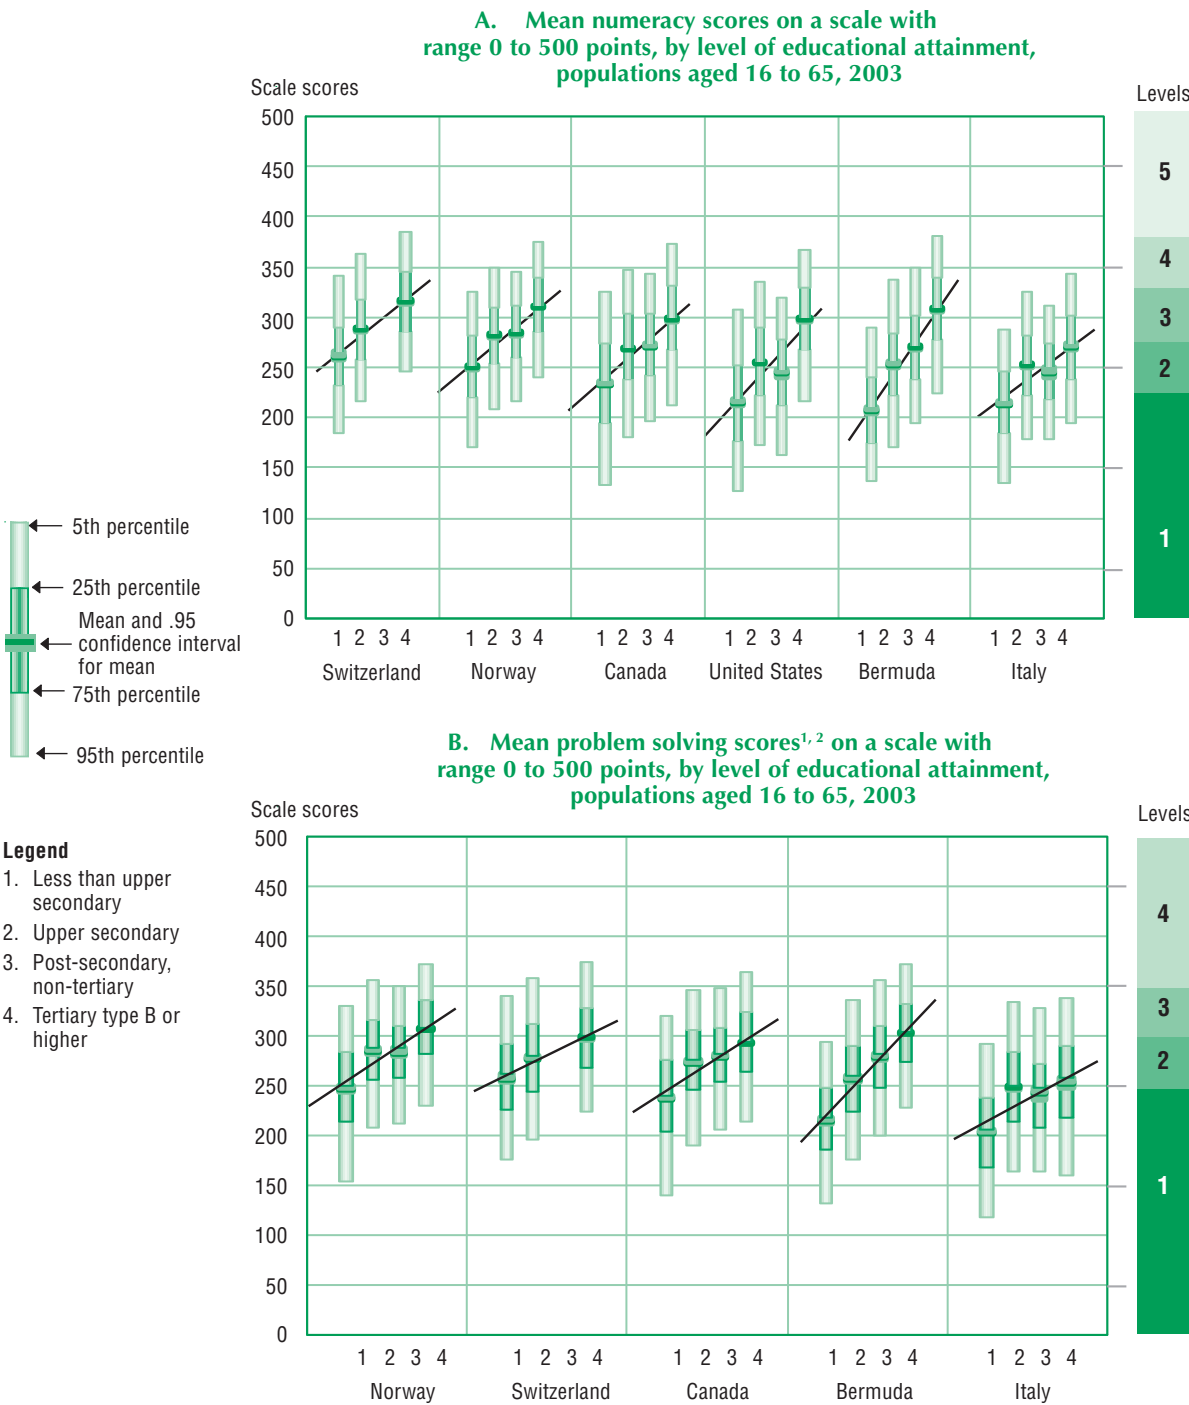 A. Mean numeracy scores on a scale with
range 0 to 500 points, by level of educational attainment,
populations aged 16 to 65, 2003
Scale scores
Levels
500
450
400
350
300
250
200
150
100
50
0
5
4
3
2
1
1 2 3 4
1 2 3 4
1 2 3 4
1 2 3 4
1 2 3 4
1 2 3 4
Switzerland
Norway
Canada
United States
Bermuda
Italy
5th percentile
25th percentile
Mean and .95
confidence interval
for mean
75th percentile
95th percentile
B. Mean problem solving scores1, 2 on a scale with
range 0 to 500 points, by level of educational attainment,
populations aged 16 to 65, 2003
Scale scores
Levels
500
450
400
350
300
250
200
150
100
50
0
4
3
2
1
Legend
1. Less than upper
secondary
2. Upper secondary
3. Post-secondary,
non-tertiary
4. Tertiary type B or
higher
1 2 3 4
1 2 3 4
1 2 3 4
1 2 3 4
1 2 3 4
Norway
Switzerland
Canada
Bermuda
Italy